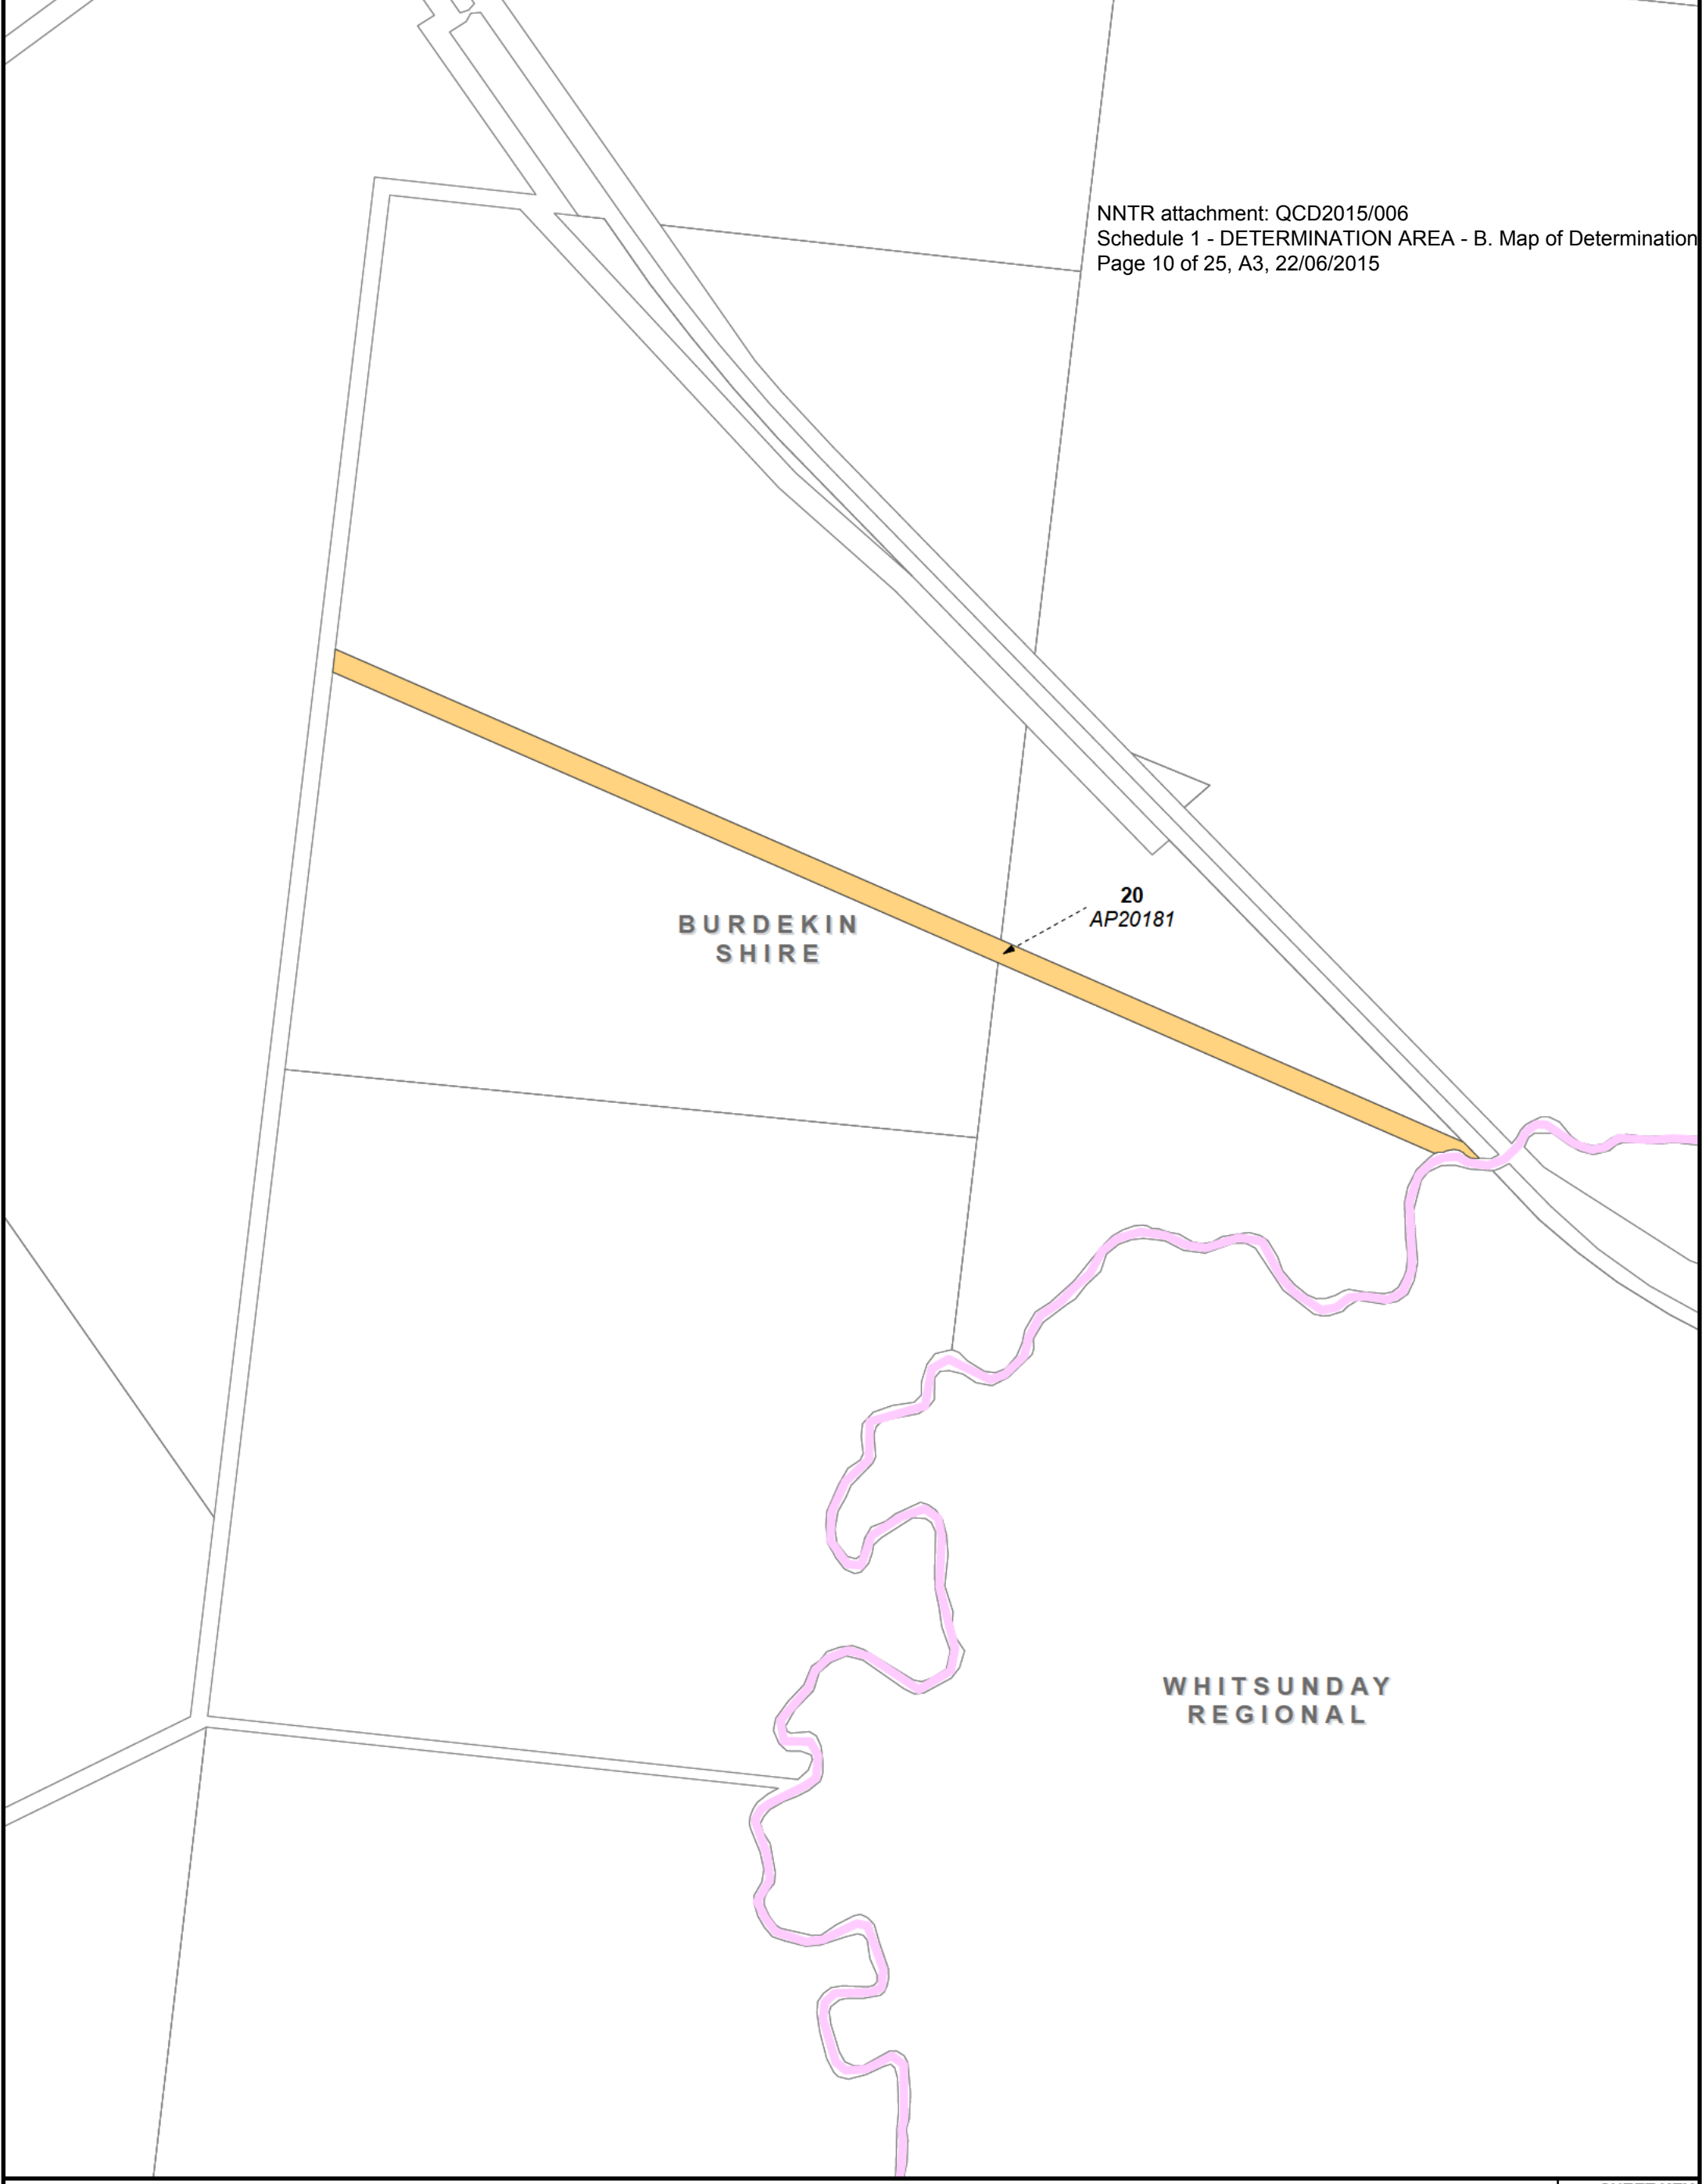 NNTR attachment: QCD2015/006
Schedule 1 - DETERMINATION AREA - B. Map of Determination
Page 10 of 25, A3, 22/06/2015
20
AP20181
BURDEKIN
SHIRE
WHITSUNDAY
REGIONAL